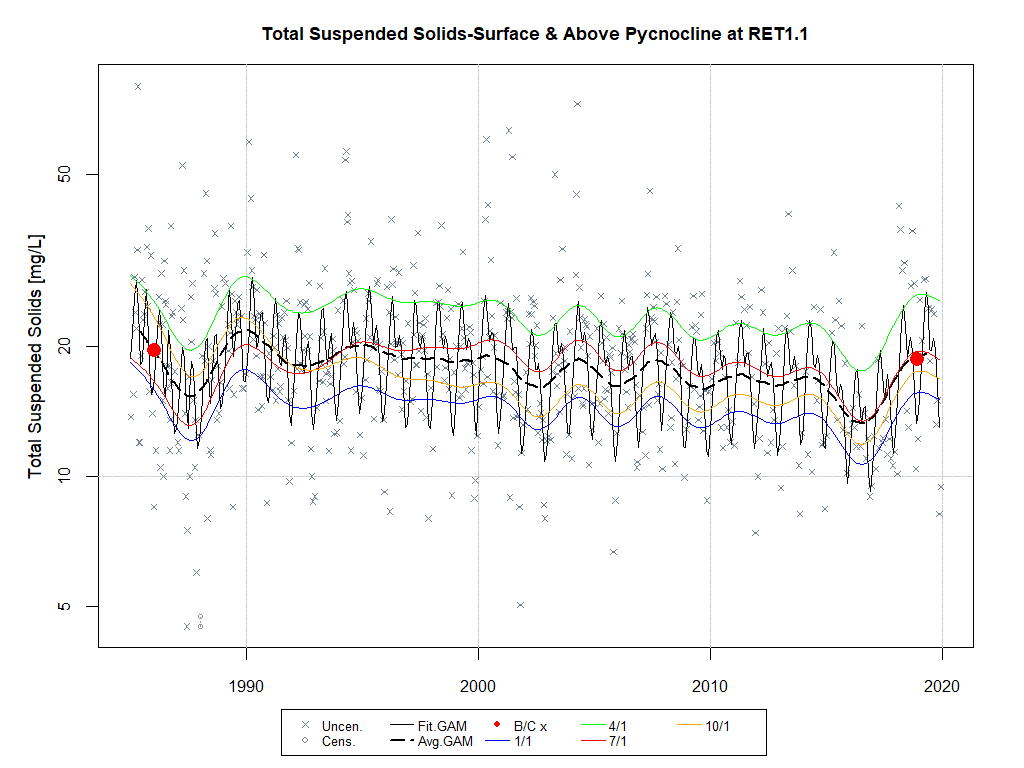 Total Suspended Solids-Surface & Above Pycnocline at RET1.1
Total Suspended Solids [mg/L]
50
20
10
5
1990
2000
2010
2020
Uncen. Fit.GAM B/C x 4/1 10/1
Cens. Avg.GAM 1/1 7/1